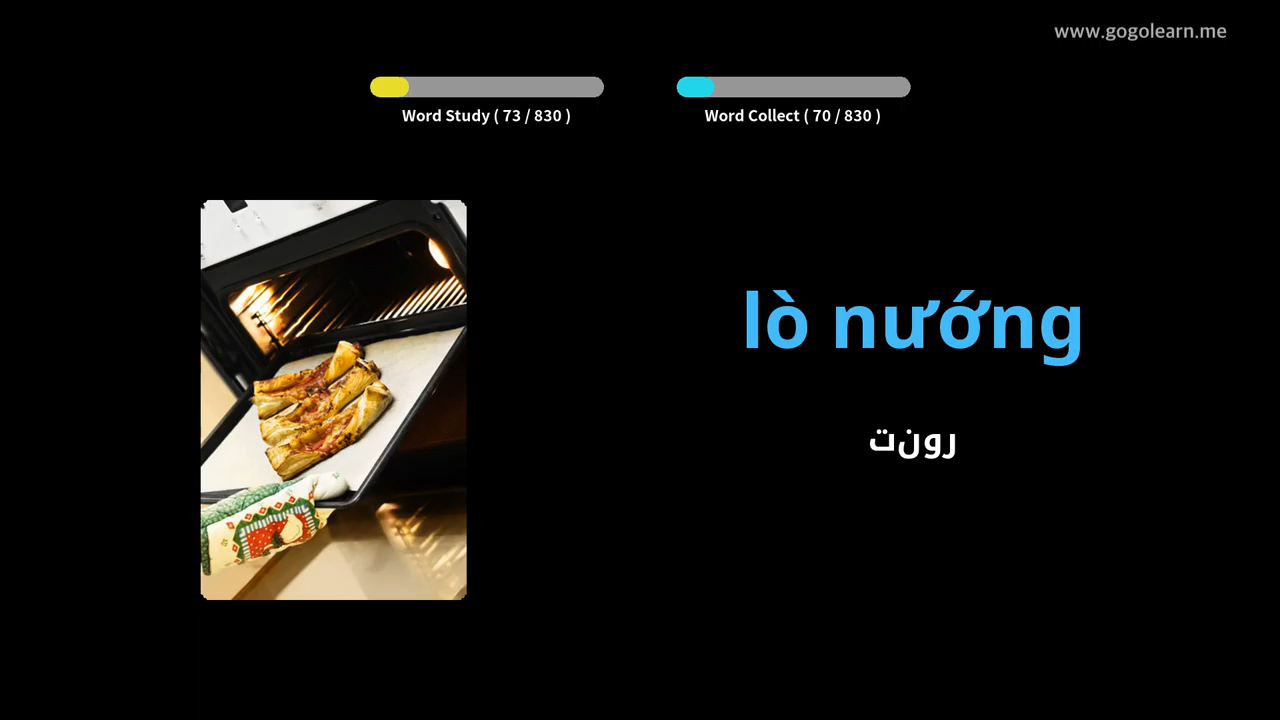 www.gogolearn.me
Word Study ( 73 / 830 )
Word Collect ( 70 / 830 )
lò nướng
رونت